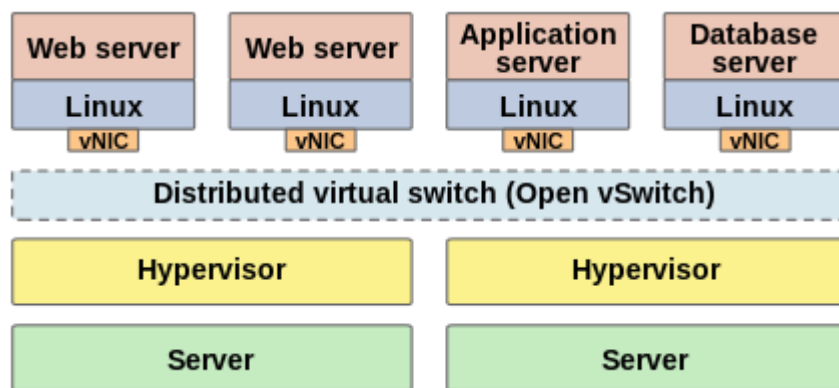 Web server
Web server
Application
server
Database
server
Linux
Linux
Linux
Linux
vNIC
vNIC
vNIC
vNIC
Distributed virtual switch (Open vSwitch)
Hypervisor
Hypervisor
Server
Server